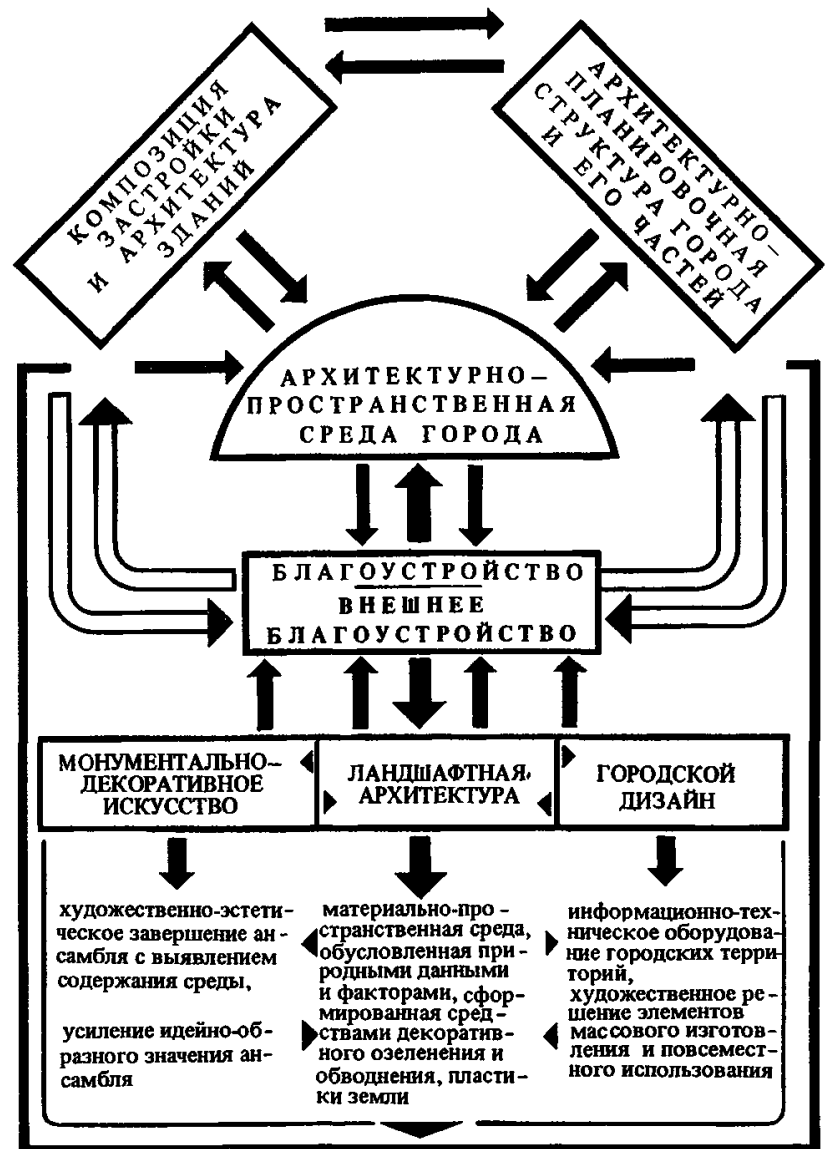 КОМПОЗИЦИЯ
ЗАСТРОЙКИ
И АРХИТЕКТУРА
ЗДАНИЙ
АРХИТЕКТУРНО-
ПЛАНИРОВОЧНАЯ
СТРУКТУРА ГОРОДА
И ЕГО ЧАСТЕЙ
АРХИТЕКТУРНО–
ПРОСТРАНСТВЕННАЯ
СРЕДА ГОРОДА
БЛАГОУСТРОЙСТВО
ВНЕШНЕЕ
БЛАГОУСТРОЙСТВО
МОНУМЕНТАЛЬНО–
ДЕКОРАТИВНОЕ
ИСКУССТВО
ЛАНДШАФТНАЯ
АРХИТЕКТУРА
ГОРОДСКОЙ
ДИЗАЙН
художественно-эстети-
ческое завершение ан-
самбля с выявлением
содержания среды,
усиление идейно-об-
разного значения ан-
самбля
материально-про-
странственная среда,
обусловленная при-
родными данными
и факторами, сфор-
мированная сред-
ствами декоратив-
ного озеленения и
обводнения, пласти-
ки земли
информационно-тех-
ническое оборудова-
ние городских терри-
торий,
художественное ре-
шение элементов
массового изготов-
ления и повсемест-
ного использования